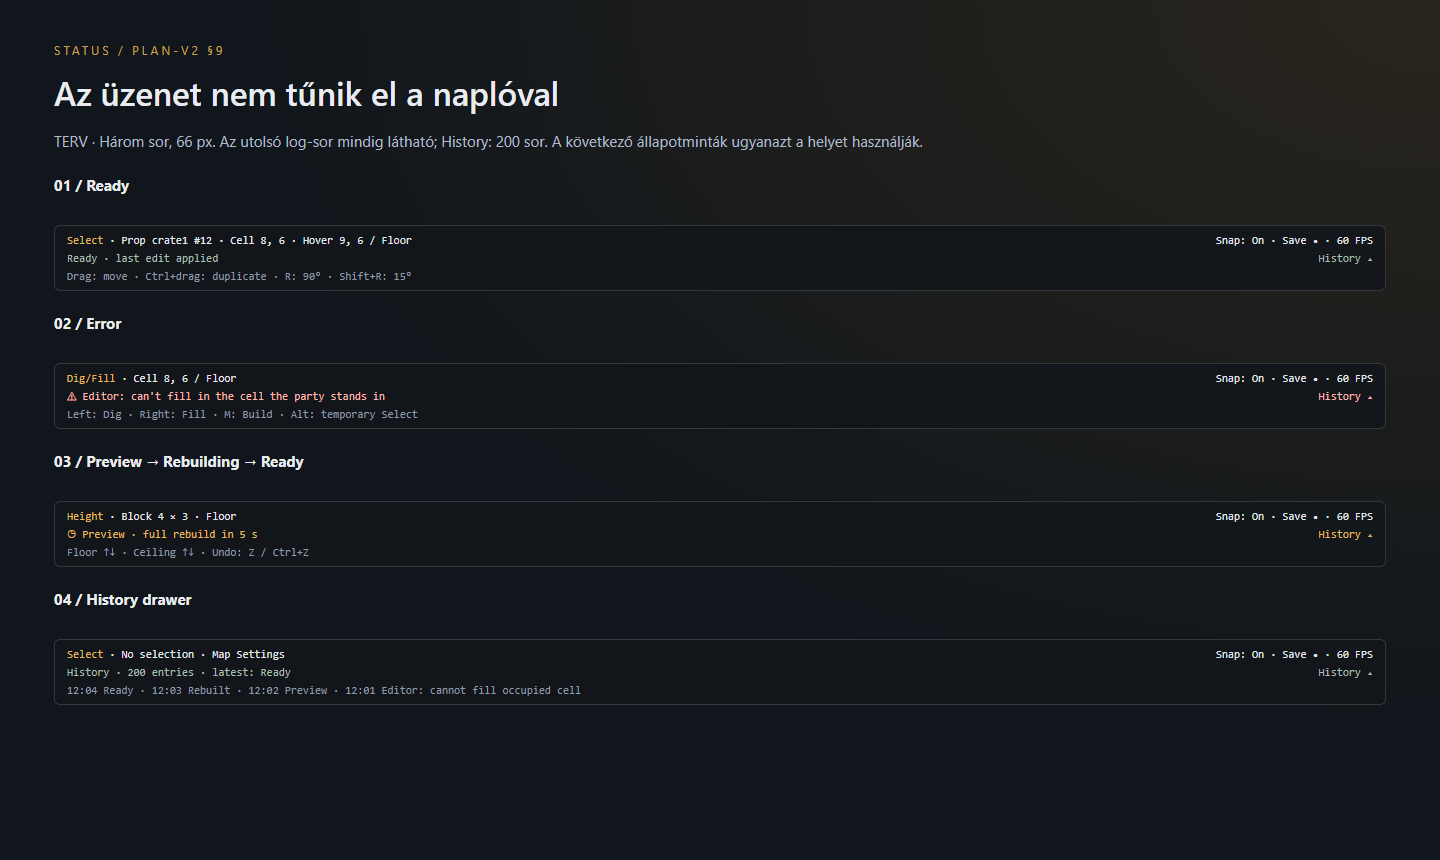 STATUS / PLAN-V2 §9
Az üzenet nem tűnik el a naplóval
TERV · Három sor, 66 px. Az utolsó log-sor mindig látható; History: 200 sor. A következő állapotminták ugyanazt a helyet használják.
01 / Ready
Select · Prop crate1 #12 · Cell 8, 6 · Hover 9, 6 / Floor
Snap: On · Save • · 60 FPS
Ready · last edit applied
History ▴
Drag: move · Ctrl+drag: duplicate · R: 90° · Shift+R: 15°
02 / Error
Dig/Fill · Cell 8, 6 / Floor
Snap: On · Save • · 60 FPS
⚠ Editor: can't fill in the cell the party stands in
History ▴
Left: Dig · Right: Fill · M: Build · Alt: temporary Select
03 / Preview → Rebuilding → Ready
Height · Block 4 × 3 · Floor
Snap: On · Save • · 60 FPS
◷ Preview · full rebuild in 5 s
History ▴
Floor ↑↓ · Ceiling ↑↓ · Undo: Z / Ctrl+Z
04 / History drawer
Select · No selection · Map Settings
Snap: On · Save • · 60 FPS
History · 200 entries · latest: Ready
History ▴
12:04 Ready · 12:03 Rebuilt · 12:02 Preview · 12:01 Editor: cannot fill occupied cell